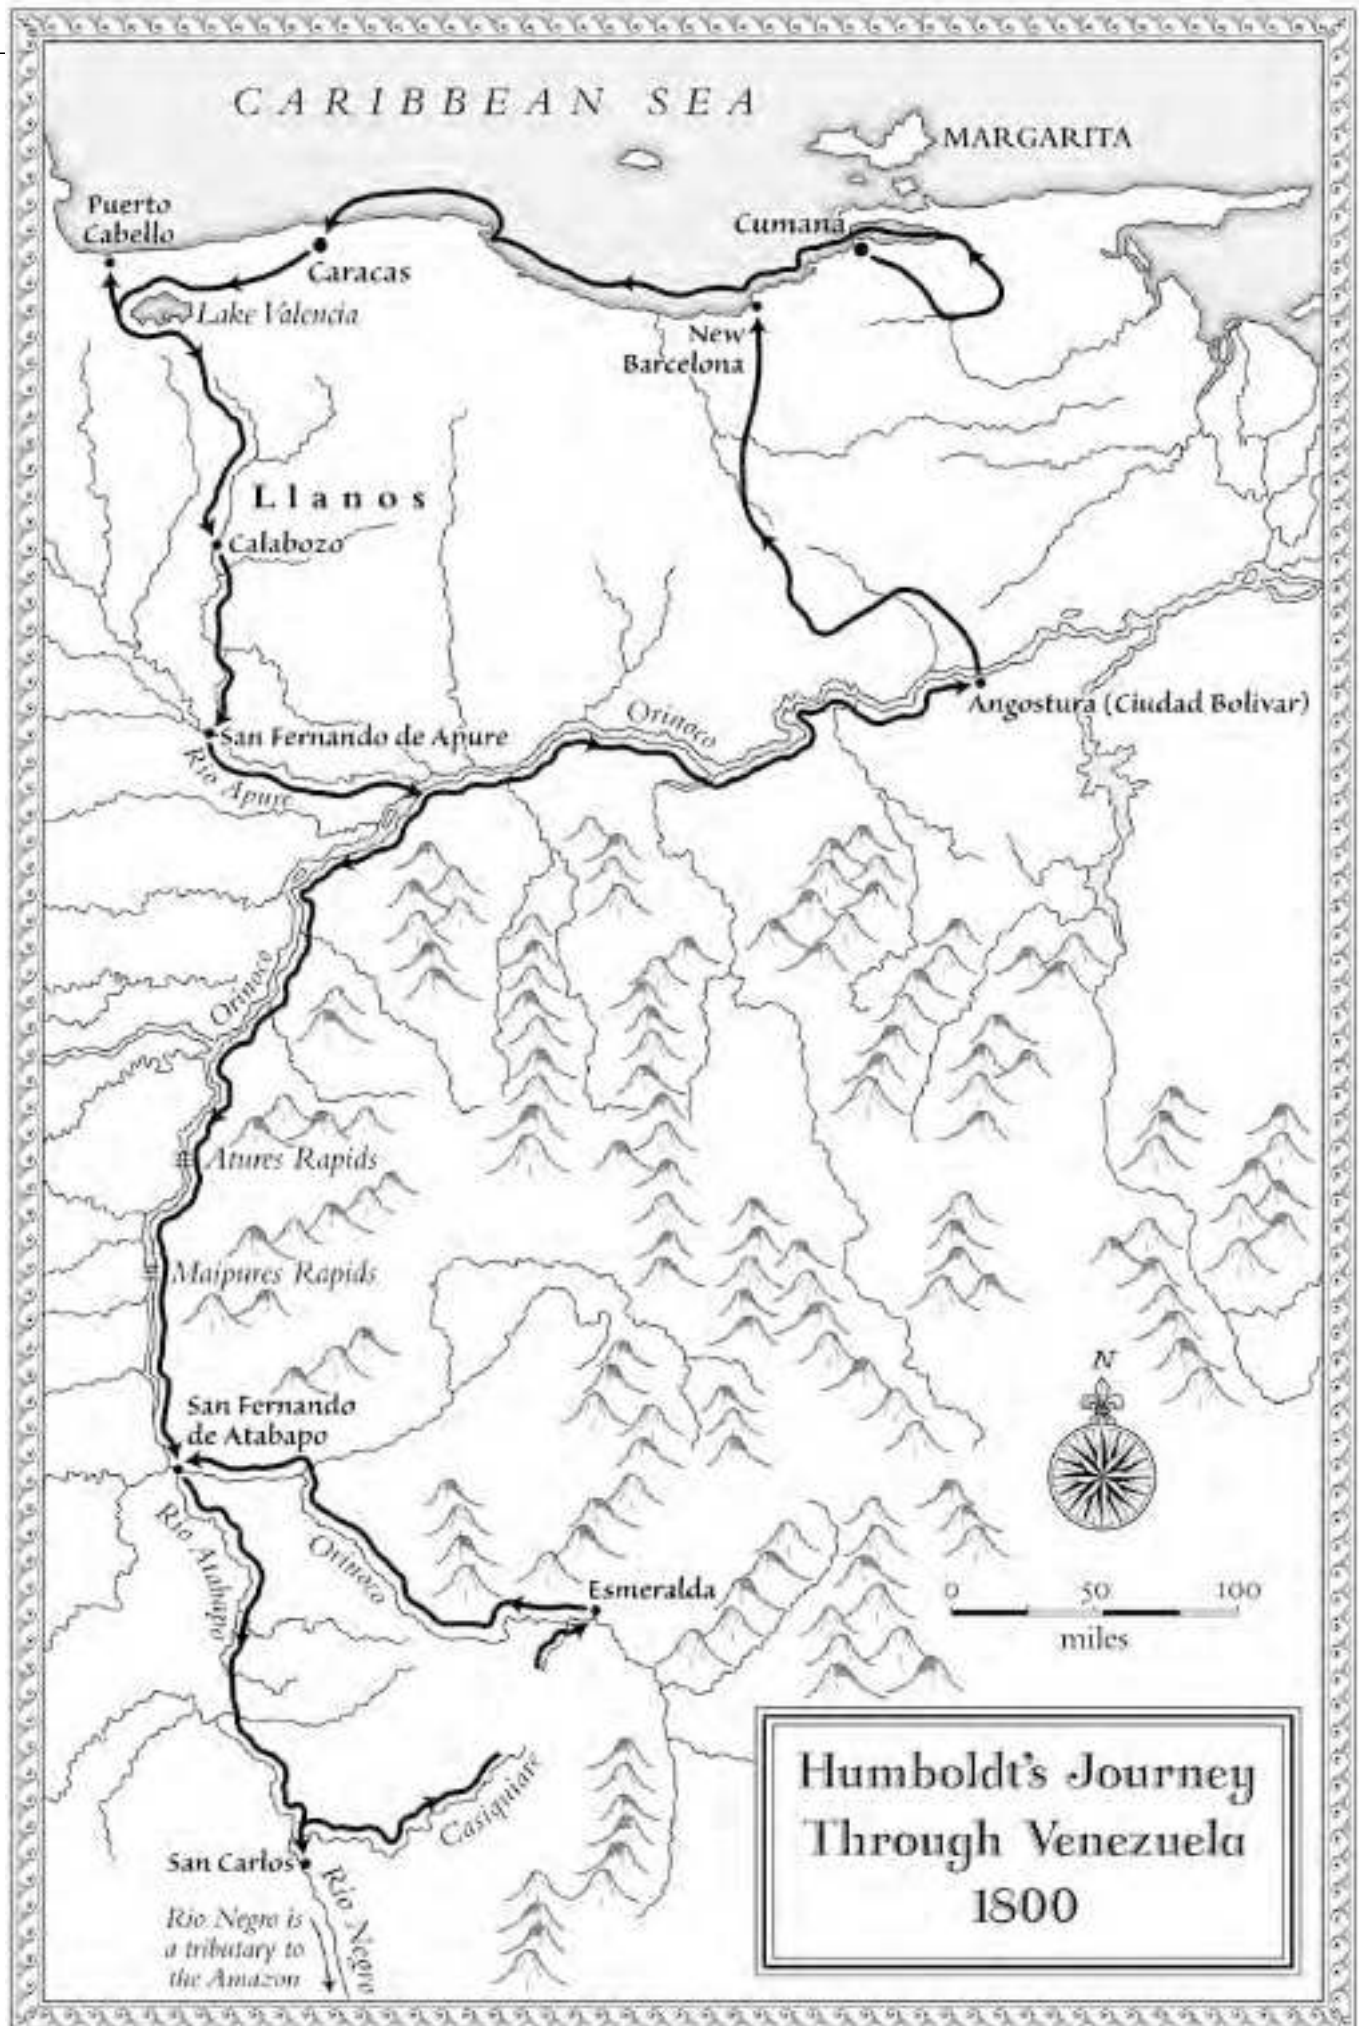 CARIBBEAN SEA
MARGARITA
Puerto
Cabello
Cumaná
Caracas
Lake Valencia
New
Barcelona
Llanos
Calabozo
Angostura (Ciudad Bolivar)
Orinoco
San Fernando de Apure
Rio Apure
Orinoco
Atures Rapids
Maipures Rapids
N
San Fernando
de Atabapo
Rio Atabapo
Orinoco
Esmeralda
0 50 100
miles
Casiquiare
Humboldt's Journey
Through Venezuela
1800
San Carlos
Rio Negro
Rio Negro is
a tributary to
the Amazon